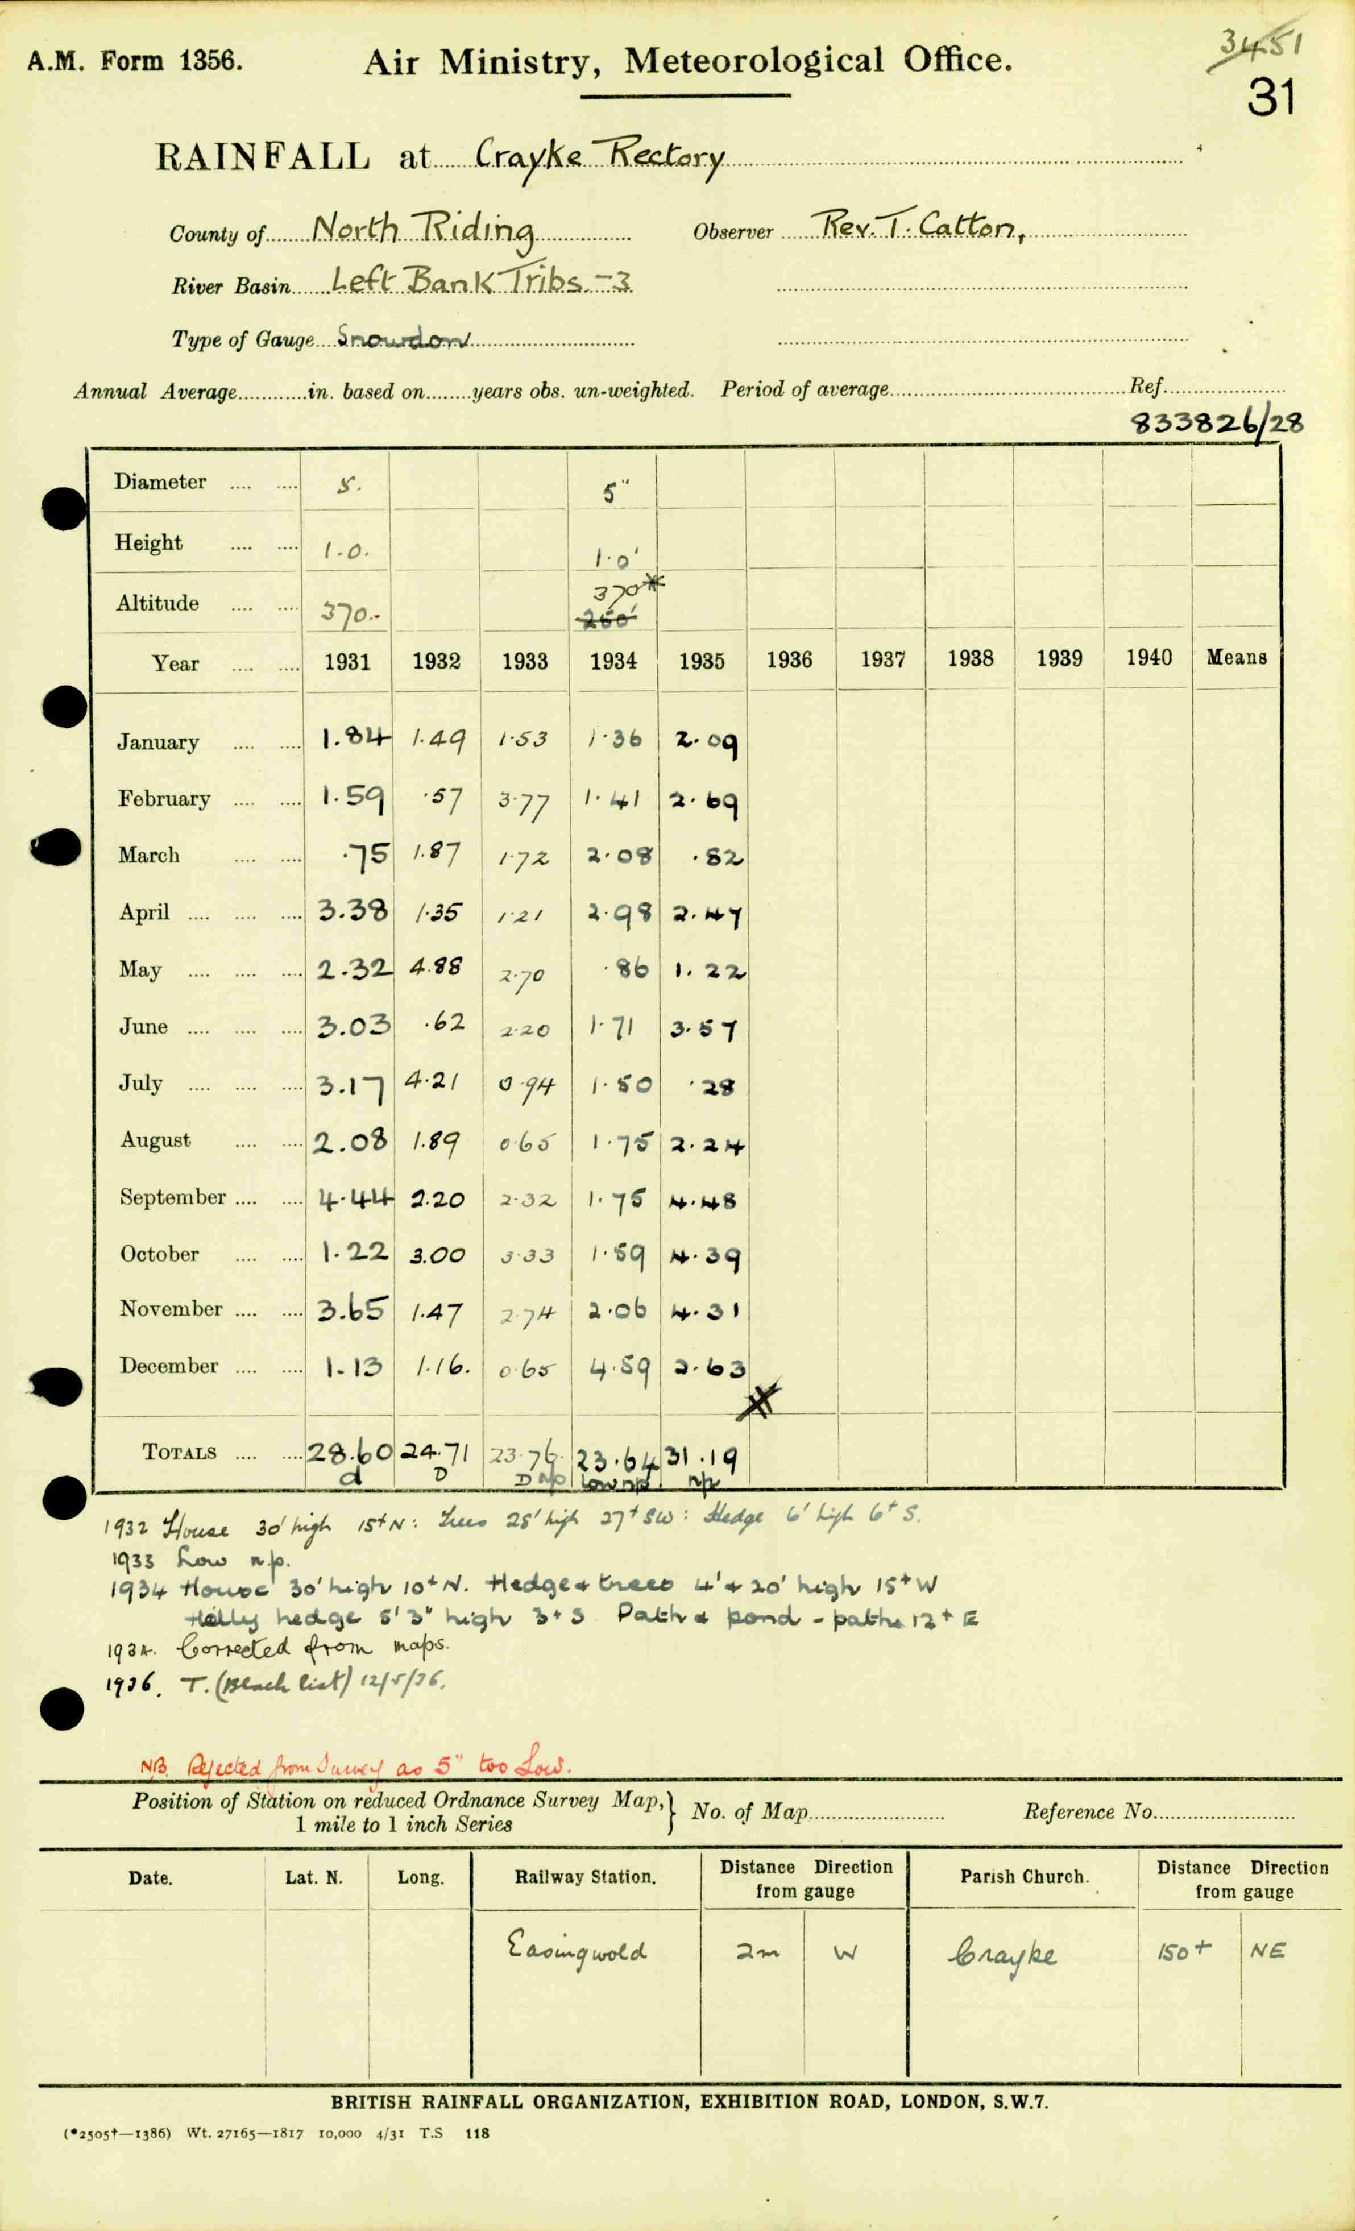 3451
A.M. Form 1356. Air Ministry, Meteorological Office.
31
RAINFALL at Crayke Rectory
County of North Riding Observer Rev. T. Catton,
River Basin Left Bank Tribs. -3
Type of Gauge Snowdon
Annual Average in. based on years obs. un-weighted. Period of average Ref.
833826/28
Diameter 5. 5"
Height 1.0. 1.0'
370*
Altitude 370.- 260'
Year 1931 1932 1933 1934 1935 1936 1937 1938 1939 1940 Means
January 1.84 1.49 1.53 1.36 2.09
February 1.59 .57 3.77 1.41 2.69
March .75 1.87 1.72 2.08 .82
April 3.38 1.35 1.21 2.98 2.47
May 2.32 4.88 2.70 .86 1.22
June 3.03 .62 2.20 1.71 3.57
July 3.17 4.21 0.94 1.50 .28
August 2.08 1.89 0.65 1.75 2.24
September 4.44 2.20 2.32 1.75 4.48
October 1.22 3.00 3.33 1.59 4.39
November 3.65 1.47 2.74 2.06 4.31
December 1.13 1.16. 0.65 4.59 2.63
TOTALS 28.60 24.71 23.76 23.64 31.19
d D D np low np. np
1932 House 30' high 15+ N: Trees 25' high 27+ SW: Hedge 6' high 6+ S.
1933 Low n.p.
1934 House 30' high 10+ N. Hedge & trees 4' & 20' high 15+ W
Holly hedge 5' 3" high 3+ S Path & pond - paths 12+ E
1934. Corrected from maps.
1936. T. (Black list) 12/5/36.
NB. Rejected from Survey as 5" too Low.
Position of Station on reduced Ordnance Survey Map, } No. of Map Reference No.
1 mile to 1 inch Series
Date. Lat. N. Long. Railway Station. Distance Direction from gauge Parish Church. Distance Direction from gauge
Easingwold 2m W Crayke 150+ NE
BRITISH RAINFALL ORGANIZATION, EXHIBITION ROAD, LONDON, S.W.7.
(*2505†—1386) Wt. 27165—1817 10,000 4/31 T.S 118